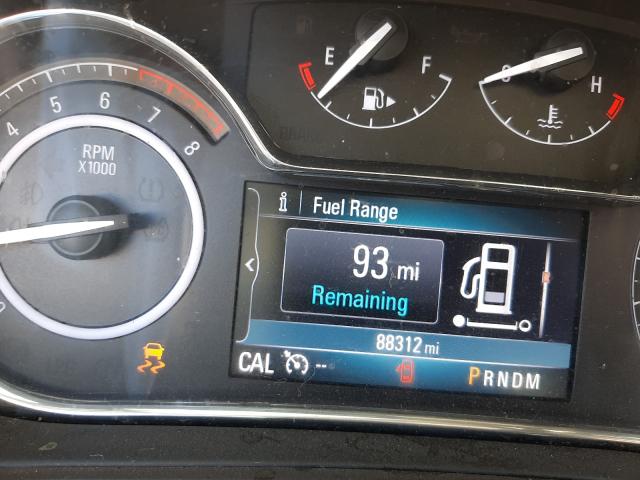 E F
C H
4 5 6 7 8
RPM
X1000
i Fuel Range
93 mi
Remaining
88312 mi
CAL -- PRNDM